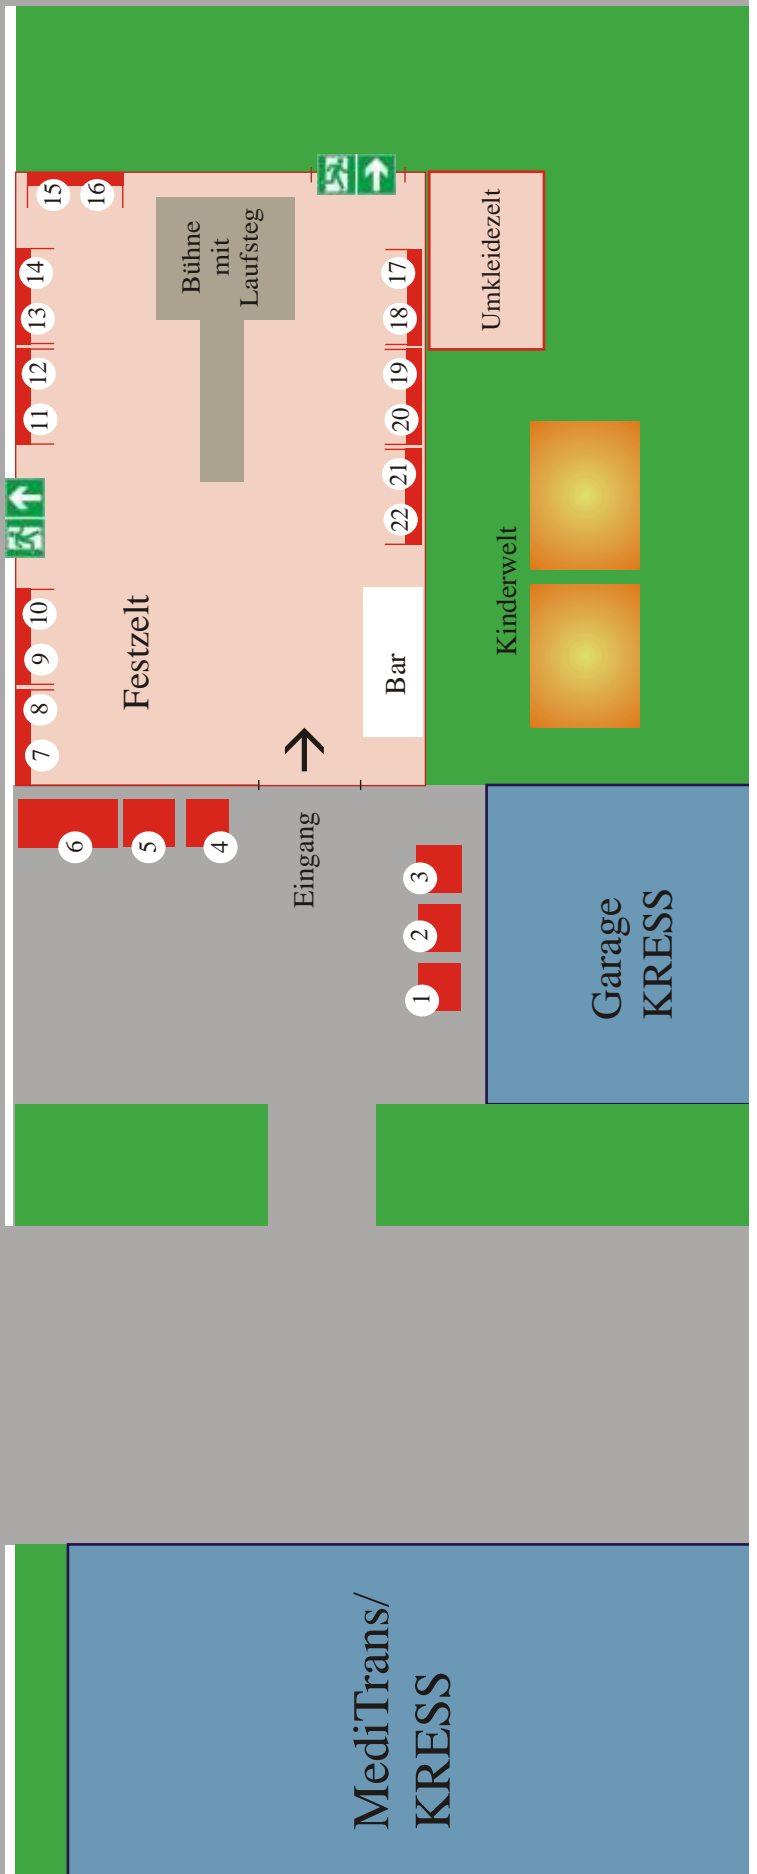 15
16
14
13
12
11
10
9
8
7
Bühne
mit
Laufsteg
17
18
19
20
21
22
Umkleidezelt
Festzelt
Bar
Kinderwelt
6
5
4
Eingang
3
2
1
Garage
KRESS
MediTrans/
KRESS